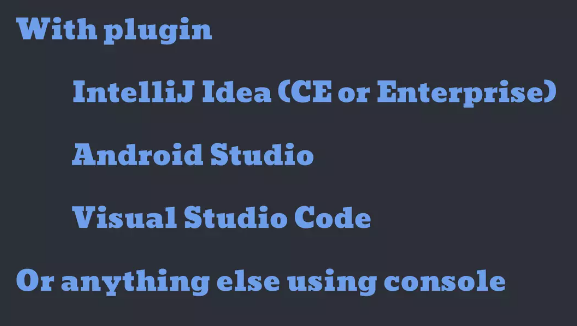 With plugin
IntelliJ Idea (CE or Enterprise)
Android Studio
Visual Studio Code
Or anything else using console